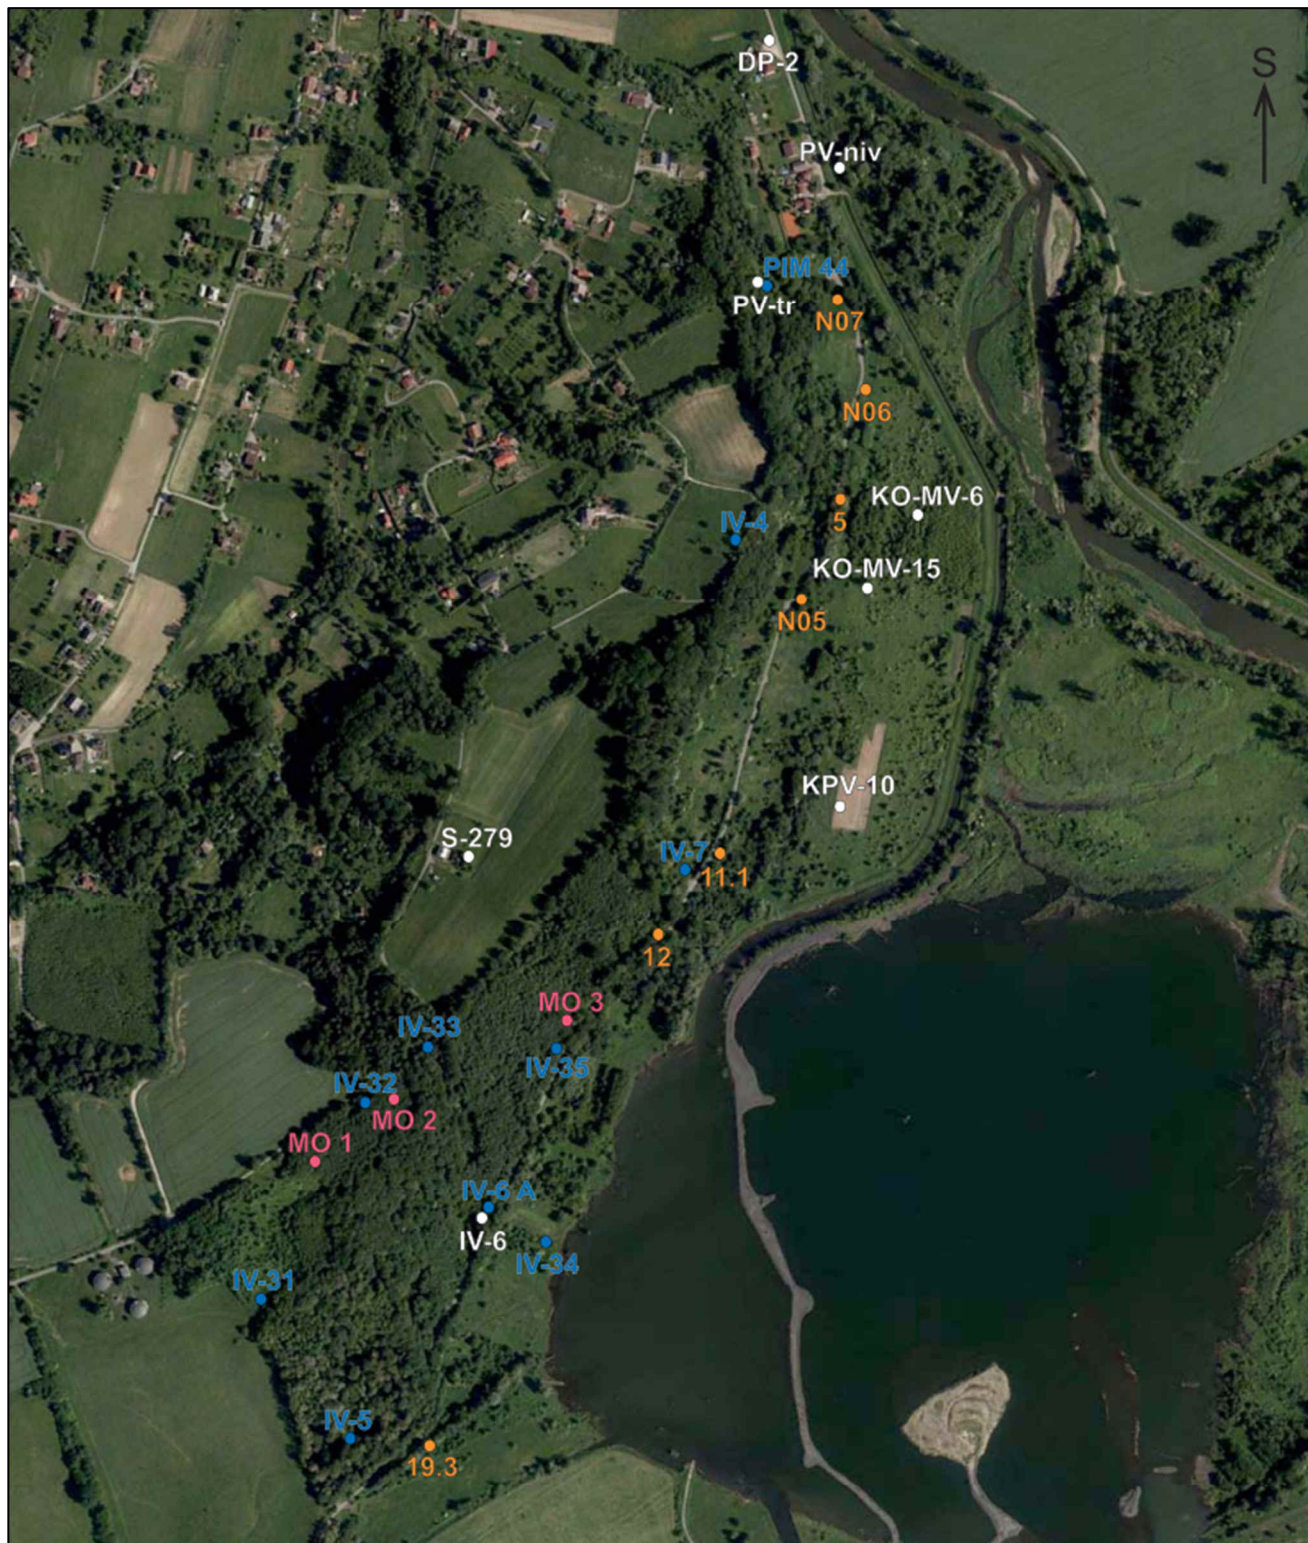 DP-2
S
PV-niv
PIM 44
PV-tr
N07
N06
KO-MV-6
5
IV-4
KO-MV-15
N05
KPV-10
S-279
IV-7
11.1
12
MO 3
IV-33
IV-35
IV-32
MO 2
MO 1
IV-6 A
IV-6
IV-34
IV-31
IV-5
19.3